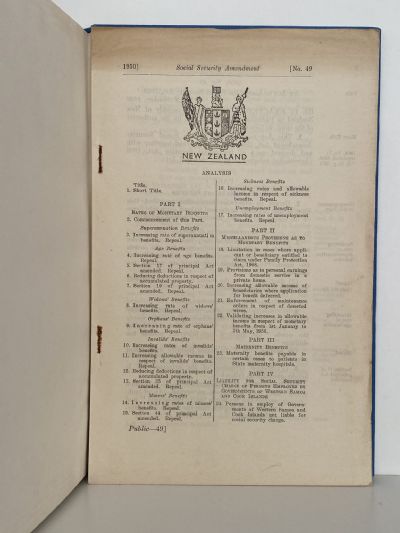 1950]
Social Security Amendment
[No. 49
NEW ZEALAND
ANALYSIS
Title.
1. Short Title.
PART I
RATES OF MONETARY BENEFITS
2. Commencement of this Part.
Superannuation Benefits
3. Increasing rate of superannuation
benefits. Repeal.
Age Benefits
4. Increasing rate of age benefits.
Repeal.
5. Section 17 of principal Act
amended. Repeal.
6. Reducing deductions in respect of
accumulated property.
7. Section 19 of principal Act
amended. Repeal.
Widows' Benefits
8. Increasing rate of widows'
benefits. Repeal.
Orphans' Benefits
9. Increasing rate of orphans'
benefits. Repeal.
Invalids' Benefits
10. Increasing rates of invalids'
benefits.
11. Increasing allowable income in
respect of invalids' benefits.
Repeal.
12. Reducing deductions in respect of
accumulated property.
13. Section 35 of principal Act
amended. Repeal.
Miners' Benefits
14. Increasing rates of miners'
benefits. Repeal.
15. Section 44 of principal Act
amended. Repeal.
Sickness Benefits
16. Increasing rates and allowable
income in respect of sickness
benefits. Repeal.
Unemployment Benefits
17. Increasing rates of unemployment
benefits. Repeal.
PART II
MISCELLANEOUS PROVISIONS AS TO
MONETARY BENEFITS
18. Limitation in cases where appli-
cant or beneficiary entitled to
claim under Family Protection
Act, 1908.
19. Provisions as to personal earnings
from domestic service in a
private home.
20. Increasing allowable income of
beneficiaries where application
for benefit deferred.
21. Enforcement of maintenance
orders in respect of deserted
wives.
22. Validating increases in allowable
income in respect of monetary
benefits from 1st January to
7th May, 1950.
PART III
MATERNITY BENEFITS
23. Maternity benefits payable in
certain cases to patients in
State maternity hospitals.
PART IV
LIABILITY FOR SOCIAL SECURITY
CHARGE OF PERSONS EMPLOYED BY
GOVERNMENTS OF WESTERN SAMOA
AND COOK ISLANDS
24. Persons in employ of Govern-
ments of Western Samoa and
Cook Islands not liable for
social security charge.
Public—49]